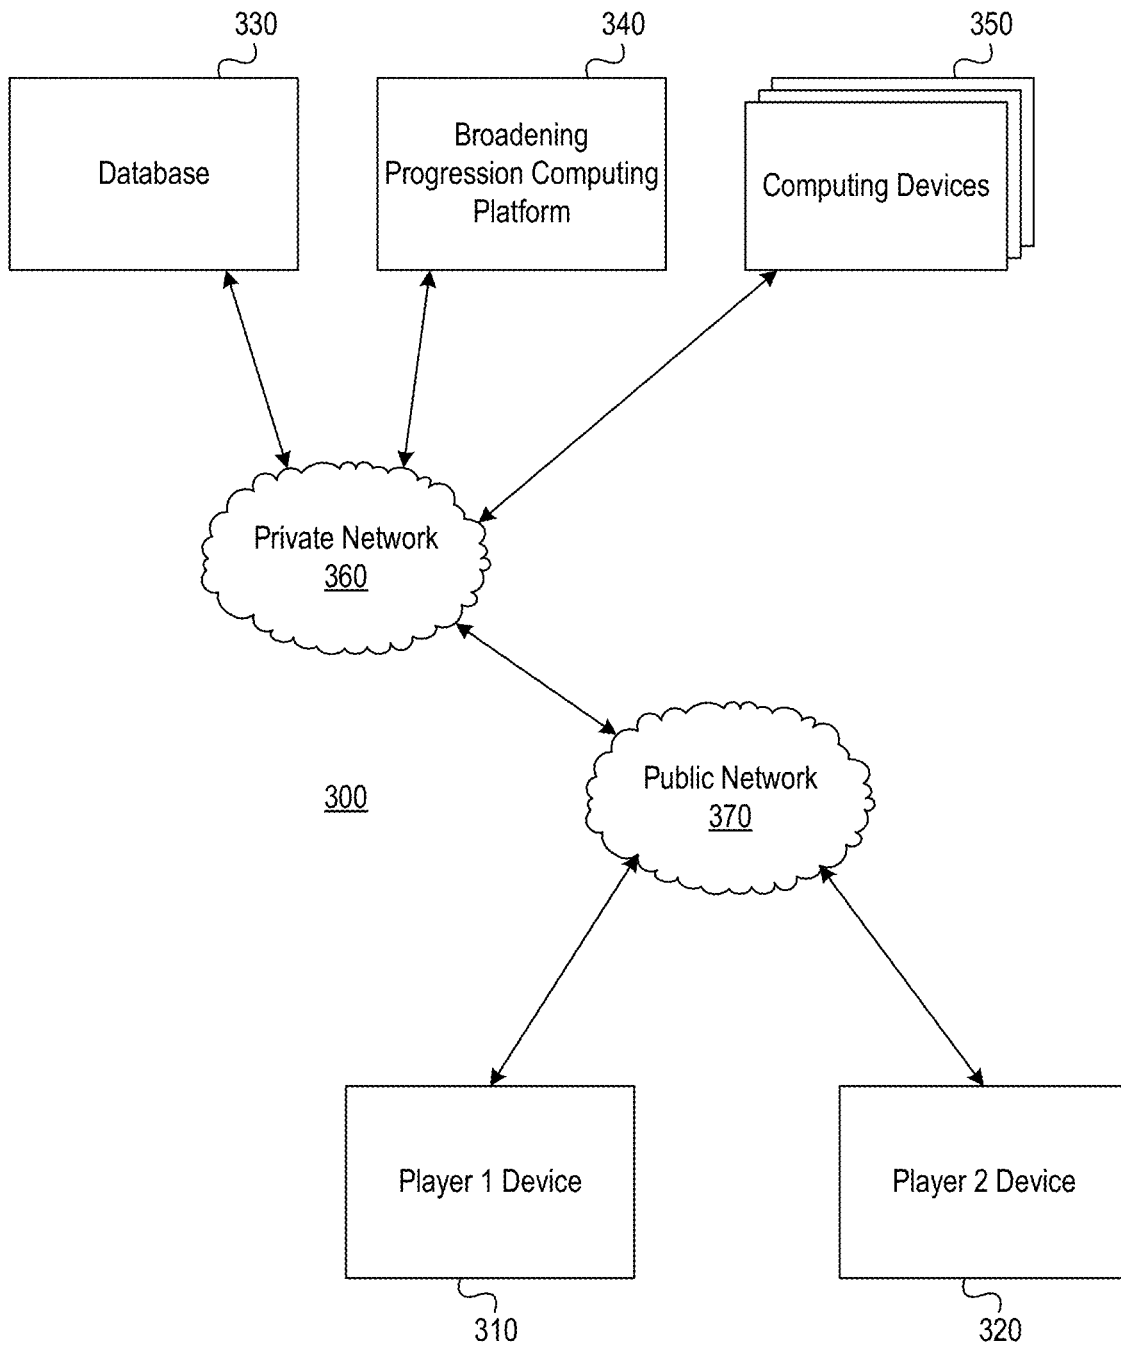 330
340
350
Database
Broadening
Progression Computing
Platform
Computing Devices
Private Network
360
Public Network
370
300
Player 1 Device
Player 2 Device
310
320